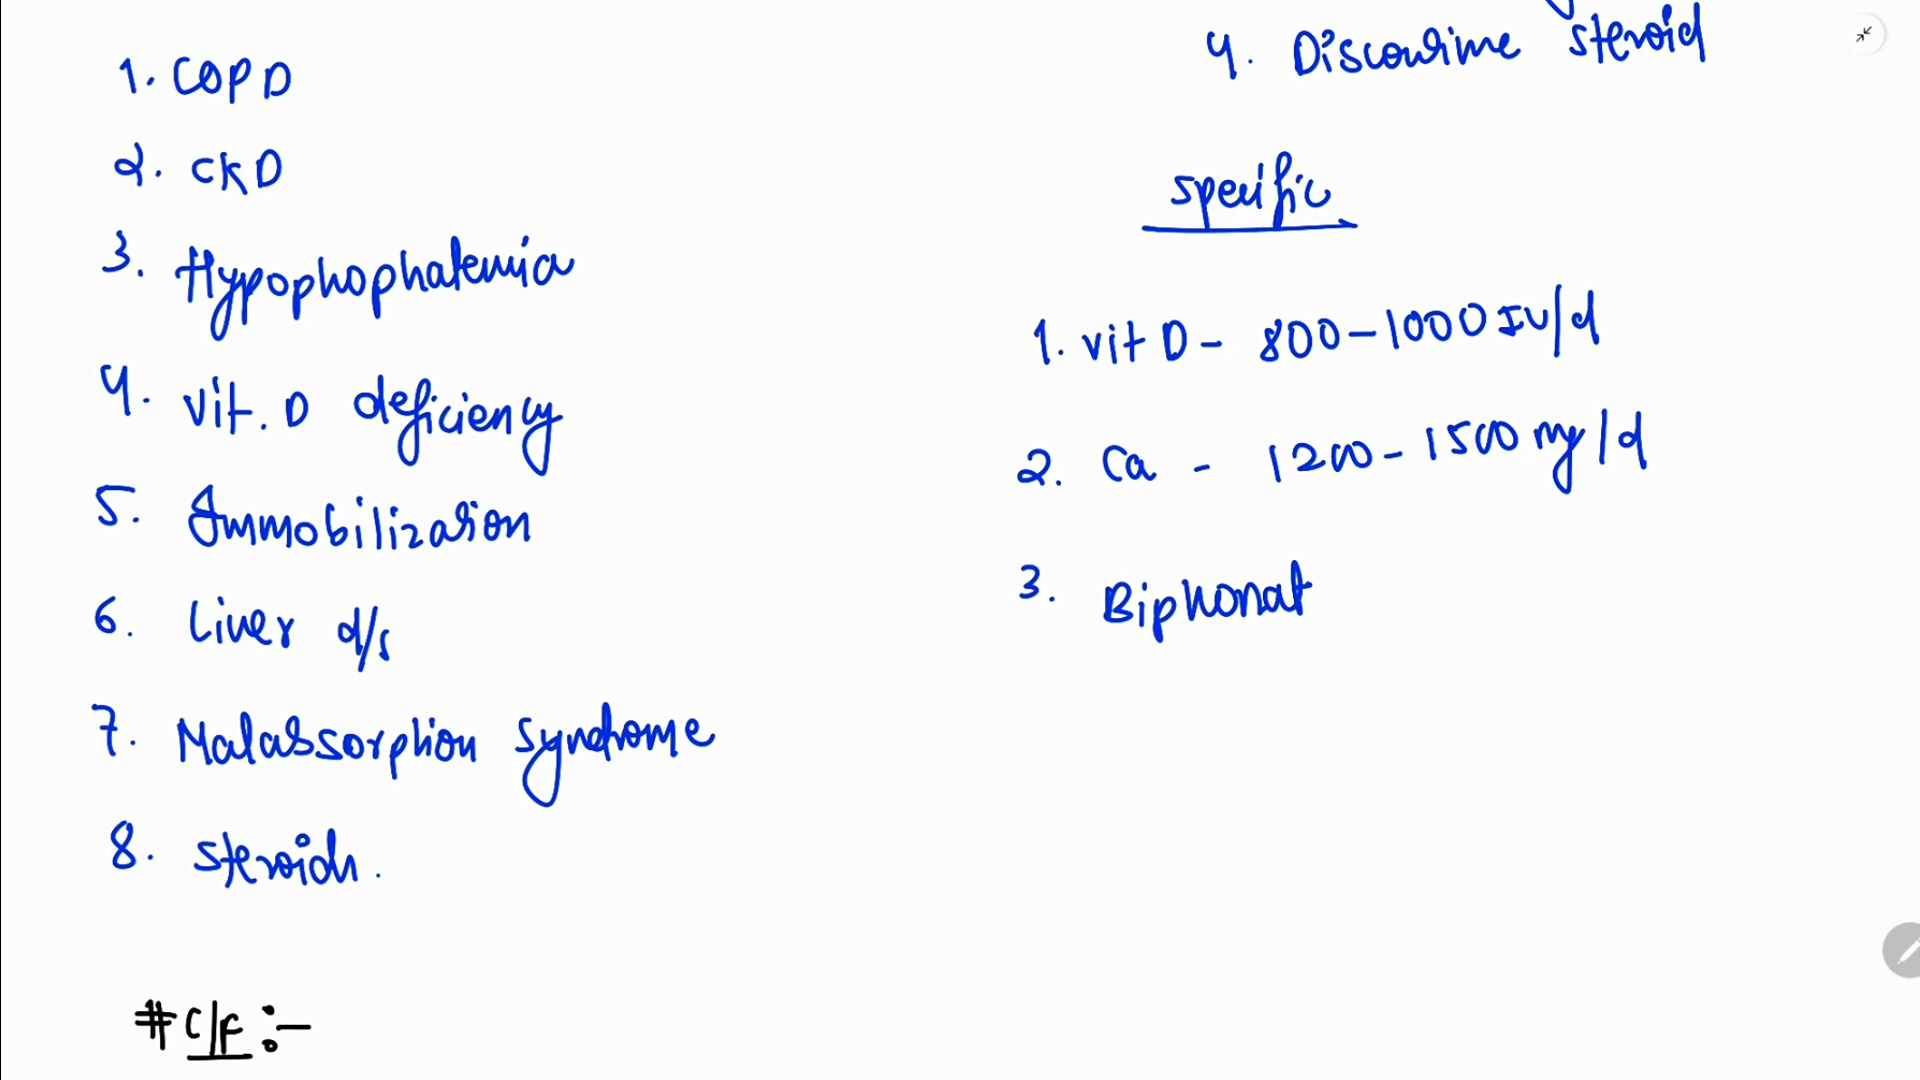 1. COPD
2. CKD
3. Hypophophatemia
4. Vit. D deficiency
5. Immobilization
6. Liver d/s
7. Malabsorption syndrome
8. Steroids.
#C/F :-
4. Discontinue steroid
Specific
1. Vit D - 800-1000 IU/d
2. Ca - 1200-1500 mg/d
3. Biphonat